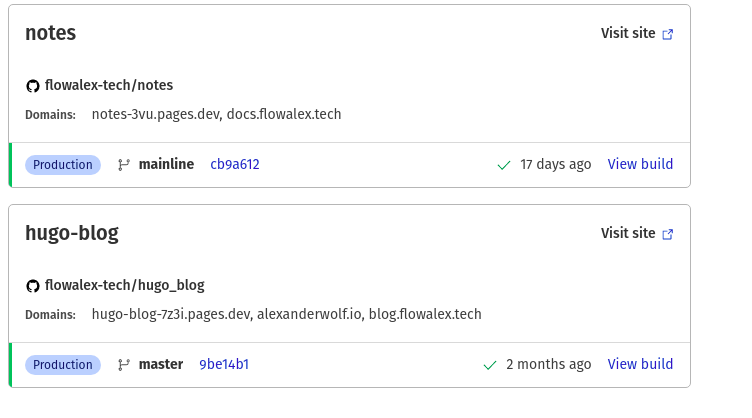 notes
Visit site
flowalex-tech/notes
Domains: notes-3vu.pages.dev, docs.flowalex.tech
Production mainline cb9a612 17 days ago View build
hugo-blog
Visit site
flowalex-tech/hugo_blog
Domains: hugo-blog-7z3i.pages.dev, alexanderwolf.io, blog.flowalex.tech
Production master 9be14b1 2 months ago View build